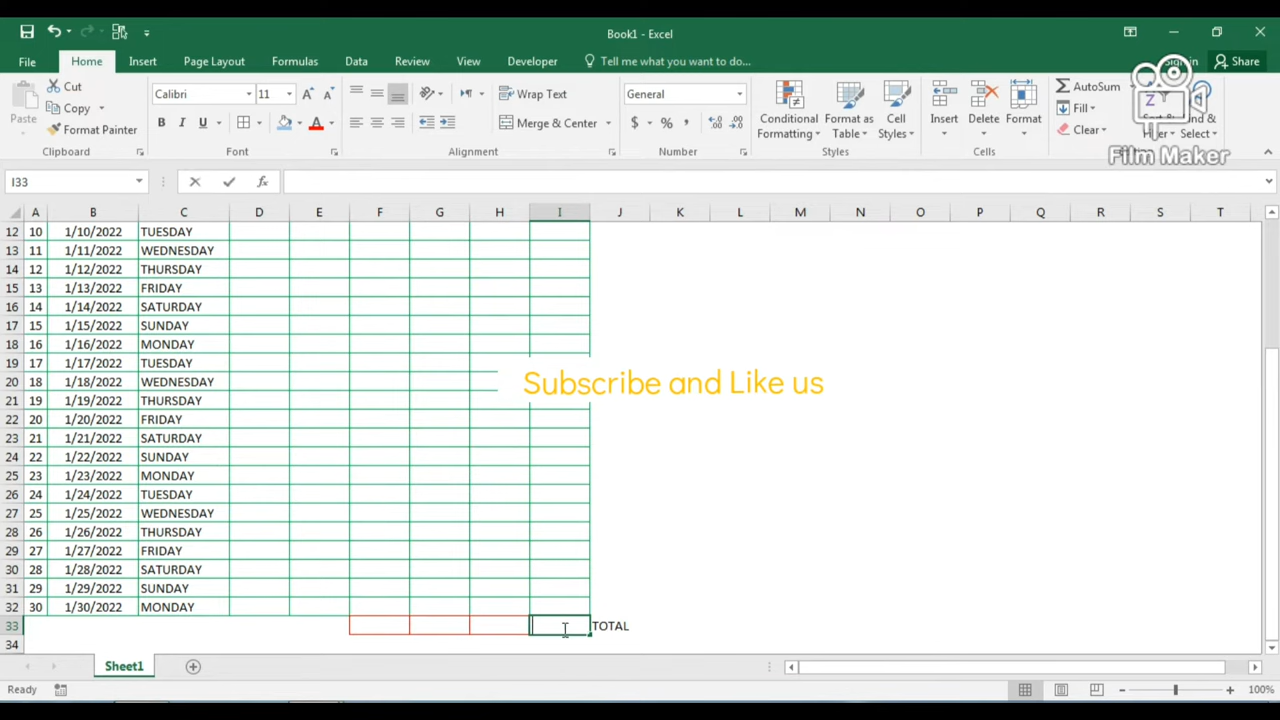 Book1 - Excel
File Home Insert Page Layout Formulas Data Review View Developer Tell me what you want to do... Share
Paste Cut Copy Format Painter Clipboard
Calibri 11 A A B I U A Font
Wrap Text Merge & Center Alignment
General $ % , Number
Conditional Formatting Format as Table Cell Styles Styles
Insert Delete Format Cells
AutoSum Fill Clear Select
Film Maker
I33 fx
A B C D E F G H I J K L M N O P Q R S T
12 10 1/10/2022 TUESDAY
13 11 1/11/2022 WEDNESDAY
14 12 1/12/2022 THURSDAY
15 13 1/13/2022 FRIDAY
16 14 1/14/2022 SATURDAY
17 15 1/15/2022 SUNDAY
18 16 1/16/2022 MONDAY
19 17 1/17/2022 TUESDAY
20 18 1/18/2022 WEDNESDAY
Subscribe and Like us
21 19 1/19/2022 THURSDAY
22 20 1/20/2022 FRIDAY
23 21 1/21/2022 SATURDAY
24 22 1/22/2022 SUNDAY
25 23 1/23/2022 MONDAY
26 24 1/24/2022 TUESDAY
27 25 1/25/2022 WEDNESDAY
28 26 1/26/2022 THURSDAY
29 27 1/27/2022 FRIDAY
30 28 1/28/2022 SATURDAY
31 29 1/29/2022 SUNDAY
32 30 1/30/2022 MONDAY
33 TOTAL
34
Sheet1
Ready 100%